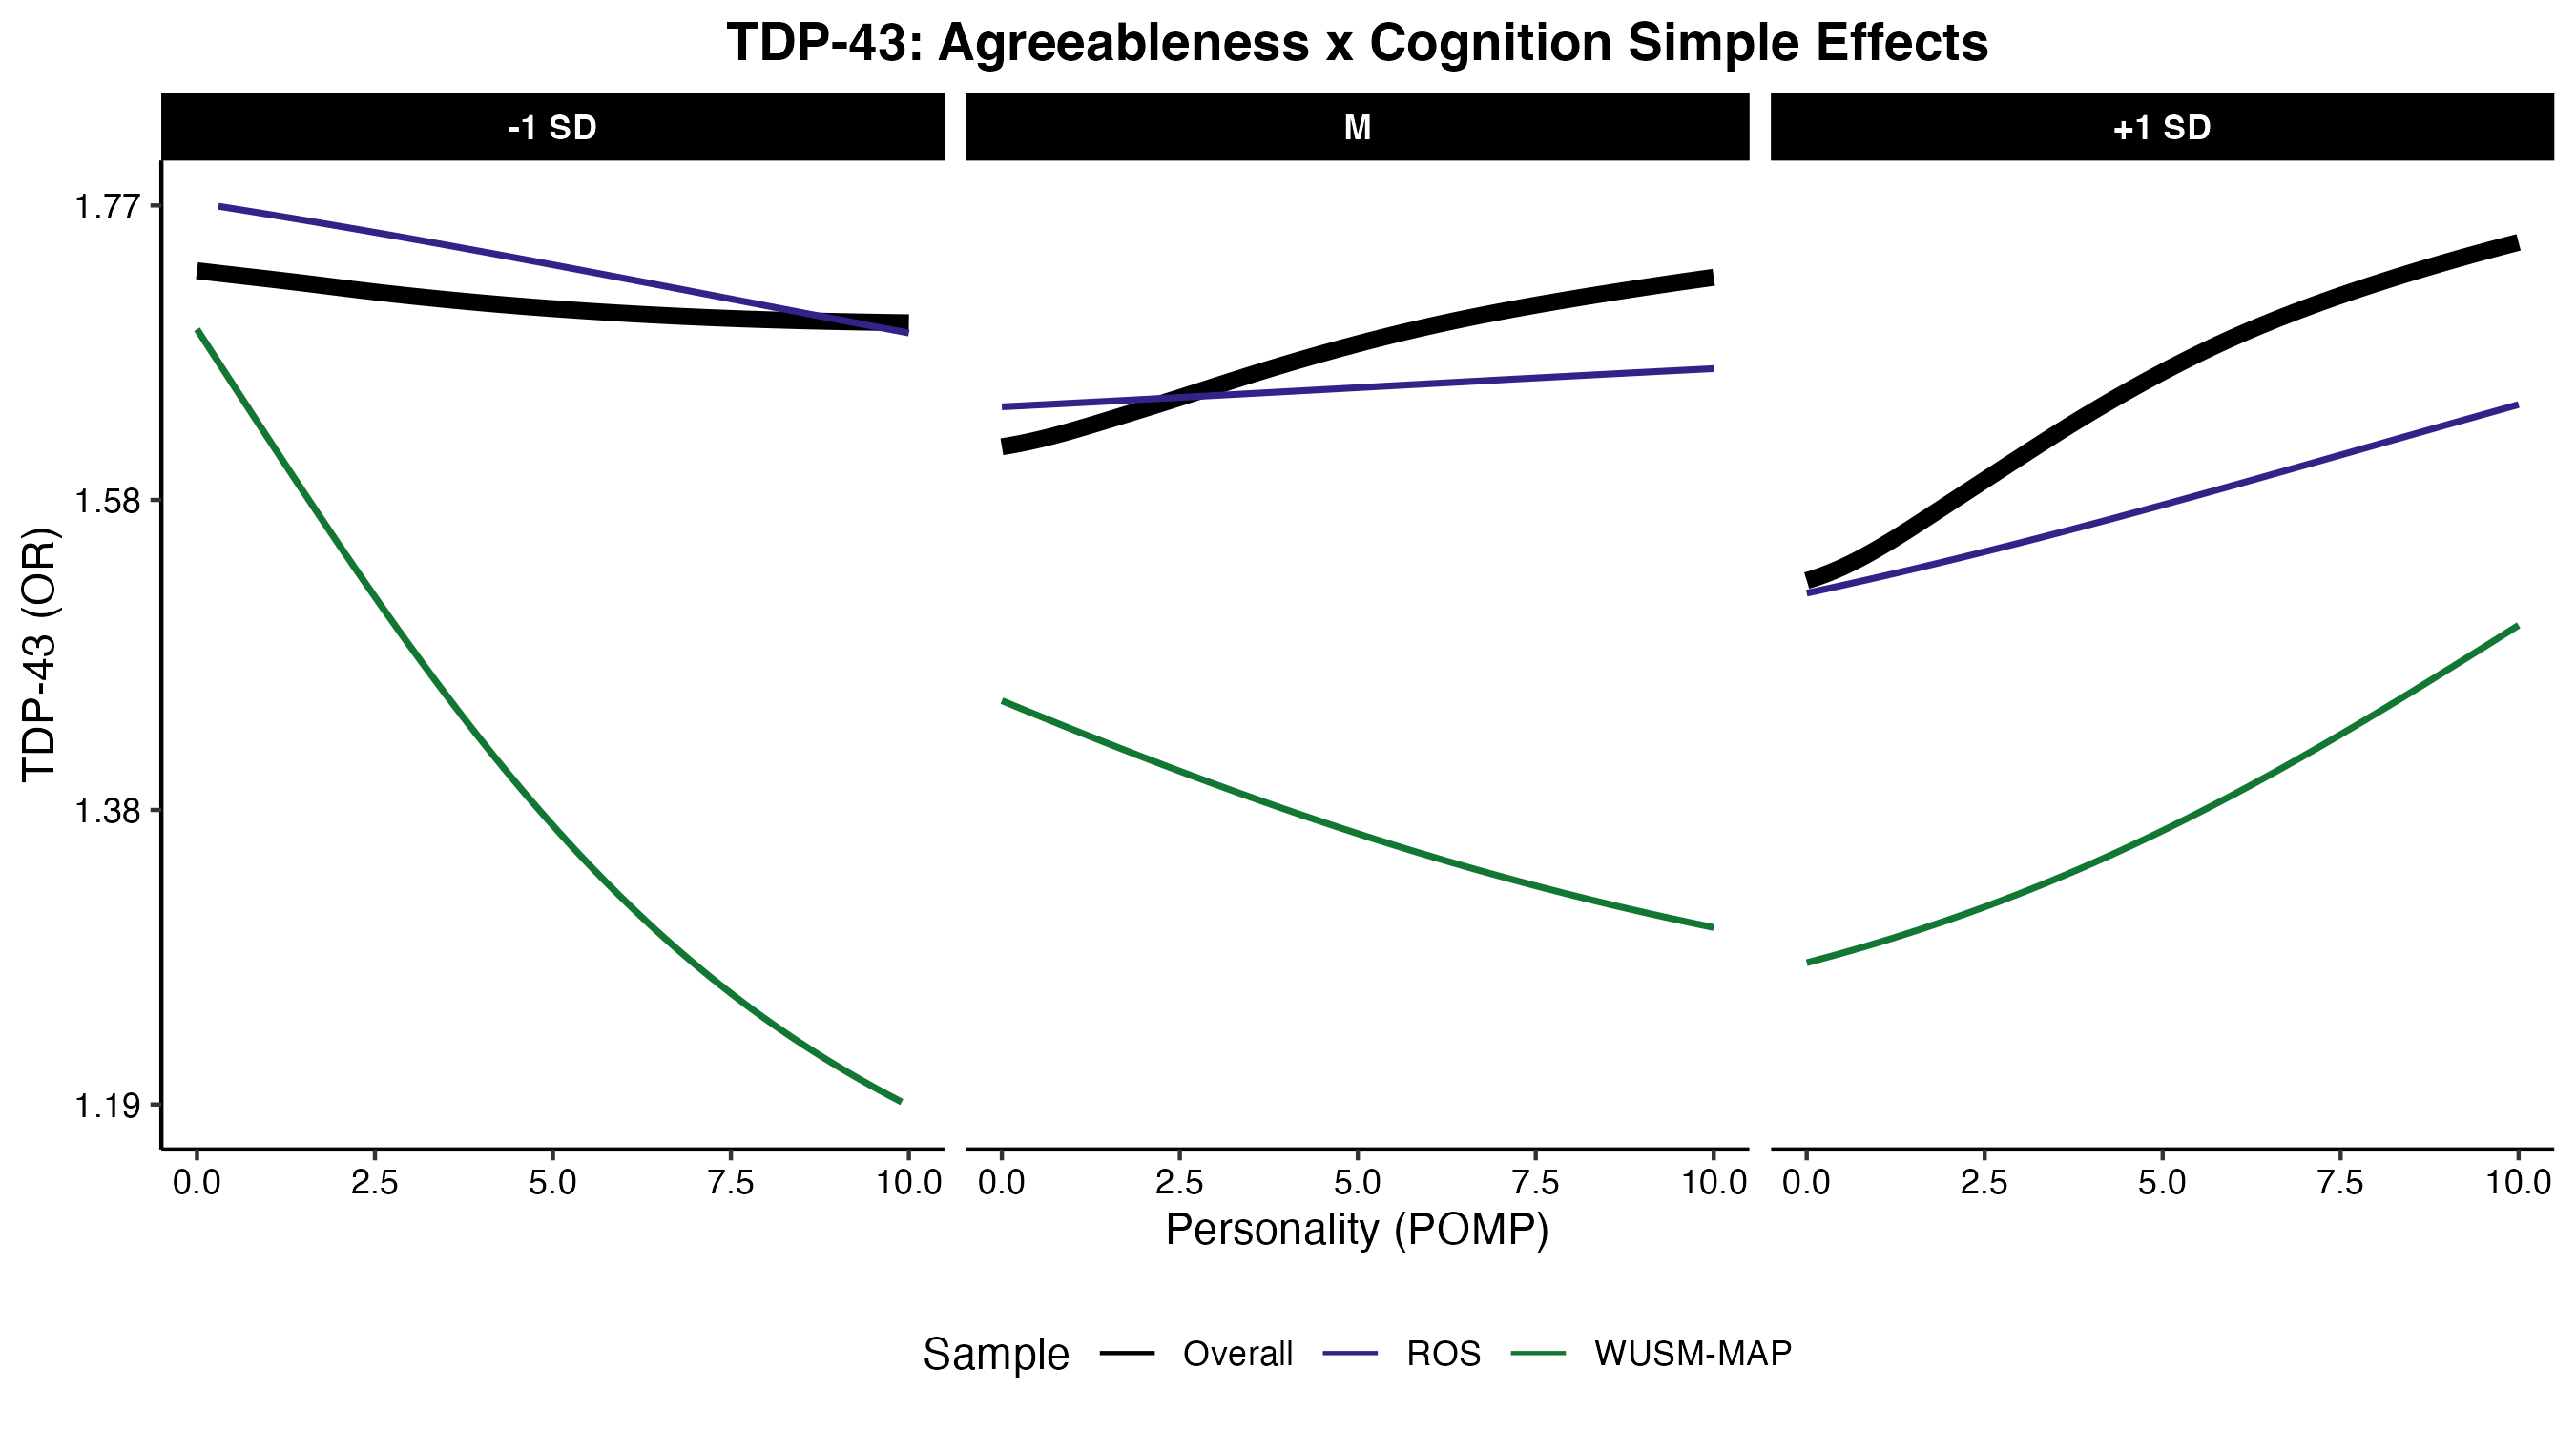 TDP-43: Agreeableness x Cognition Simple Effects
-1 SD M +1 SD
1.77
1.58
1.38
1.19
TDP-43 (OR)
0.0 2.5 5.0 7.5 10.0 0.0 2.5 5.0 7.5 10.0 0.0 2.5 5.0 7.5 10.0
Personality (POMP)
Sample Overall ROS WUSM-MAP